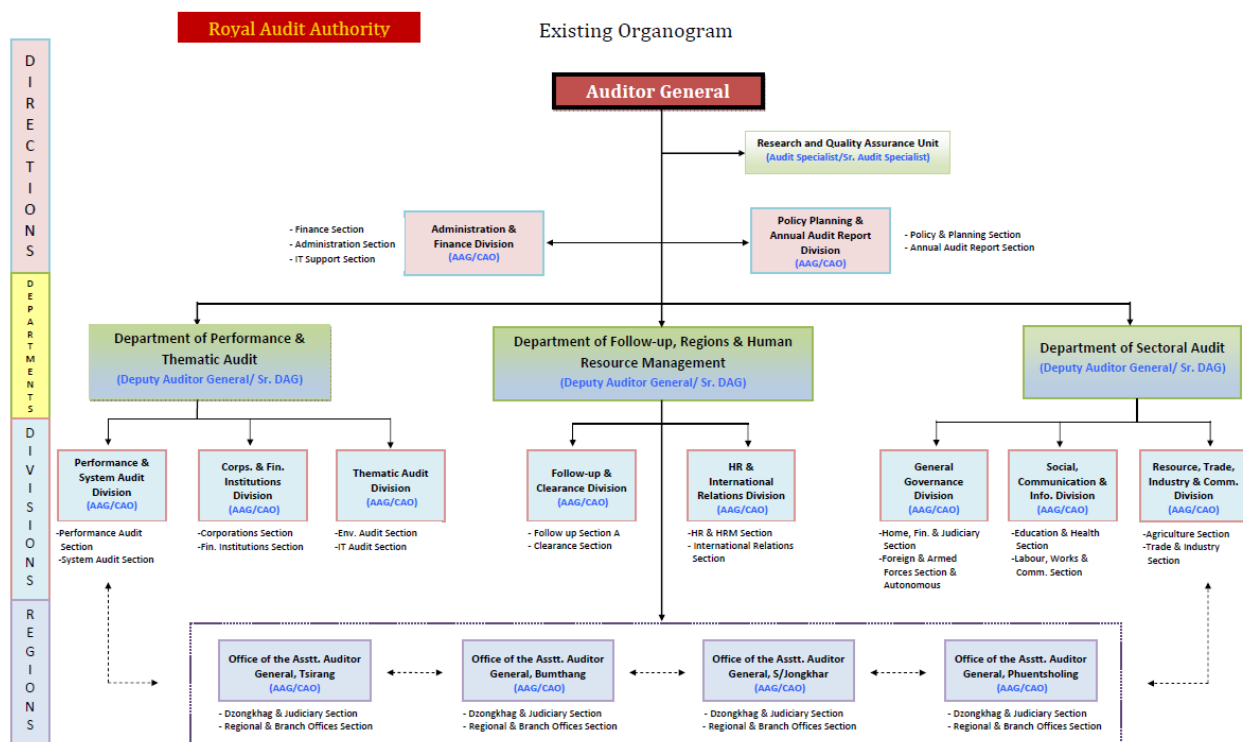 Royal Audit Authority
Existing Organogram
DIRECTIONS
Auditor General
Research and Quality Assurance Unit
(Audit Specialist/Sr. Audit Specialist)
- Finance Section
- Administration Section
- IT Support Section
Administration &
Finance Division
(AAG/CAO)
Policy Planning &
Annual Audit Report
Division
(AAG/CAO)
- Policy & Planning Section
- Annual Audit Report Section
DEPARTMENTS
Department of Performance &
Thematic Audit
(Deputy Auditor General/ Sr. DAG)
Department of Follow-up, Regions & Human
Resource Management
(Deputy Auditor General/ Sr. DAG)
Department of Sectoral Audit
(Deputy Auditor General/ Sr. DAG)
DIVISIONS
Performance &
System Audit
Division
(AAG/CAO)
-Performance Audit
Section
-System Audit Section
Corps. & Fin.
Institutions
Division
(AAG/CAO)
-Corporations Section
-Fin. Institutions Section
Thematic Audit
Division
(AAG/CAO)
-Env. Audit Section
-IT Audit Section
Follow-up &
Clearance Division
(AAG/CAO)
- Follow up Section A
- Clearance Section
HR &
International
Relations Division
(AAG/CAO)
-HR & HRM Section
- International Relations
Section
General
Governance
Division
(AAG/CAO)
-Home, Fin. & Judiciary
Section
-Foreign & Armed
Forces Section &
Autonomous
Social,
Communication &
Info. Division
(AAG/CAO)
-Education & Health
Section
-Labour, Works &
Comm. Section
Resource, Trade,
Industry & Comm.
Division
(AAG/CAO)
-Agriculture Section
-Trade & Industry
Section
REGIONS
Office of the Asstt. Auditor
General, Tsirang
(AAG/CAO)
- Dzongkhag & Judiciary Section
- Regional & Branch Offices Section
Office of the Asstt. Auditor
General, Bumthang
(AAG/CAO)
- Dzongkhag & Judiciary Section
- Regional & Branch Offices Section
Office of the Asstt. Auditor
General, S/Jongkhar
(AAG/CAO)
- Dzongkhag & Judiciary Section
- Regional & Branch Offices Section
Office of the Asstt. Auditor
General, Phuentsholing
(AAG/CAO)
- Dzongkhag & Judiciary Section
- Regional & Branch Offices Section